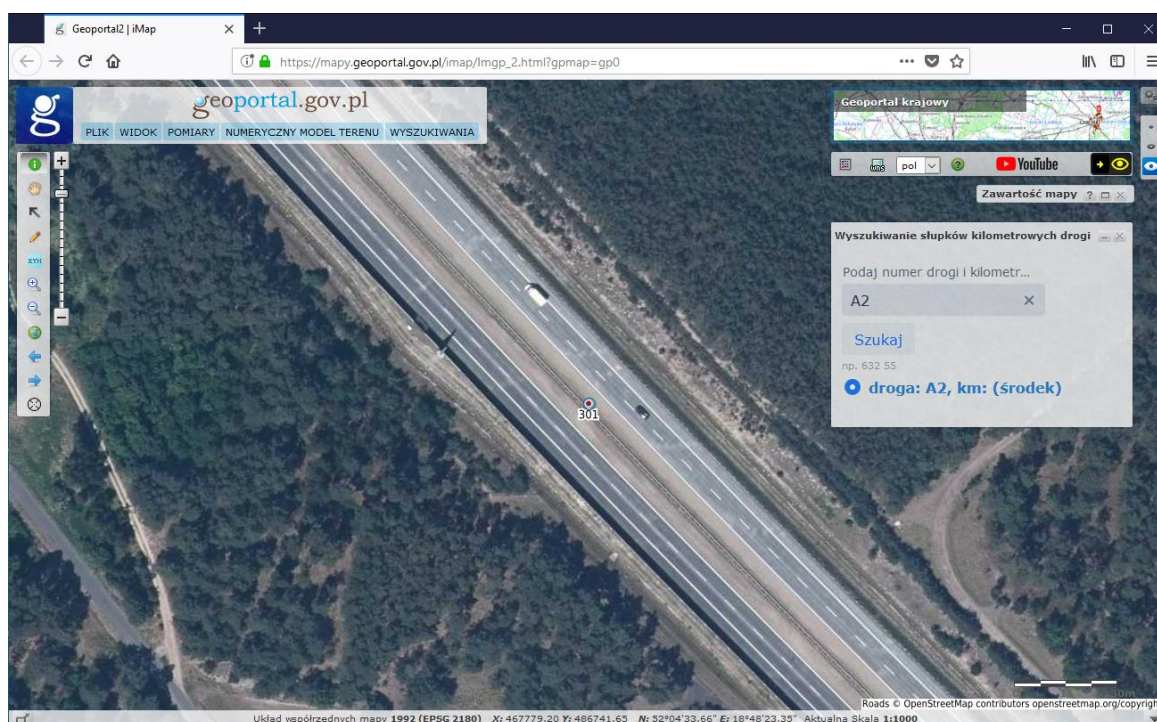 Geoportal2 | iMap
https://mapy.geoportal.gov.pl/imap/Imgp_2.html?gpmap=gp0
geoportal.gov.pl
PLIK WIDOK POMIARY NUMERYCZNY MODEL TERENU WYSZUKIWANIA
Geoportal krajowy
pol YouTube
Zawartość mapy
Wyszukiwanie słupków kilometrowych drogi
Podaj numer drogi i kilometr...
A2
Szukaj
np. 632 55
droga: A2, km: (środek)
301
Roads © OpenStreetMap contributors openstreetmap.org/copyrigh
Układ współrzędnych mapy 1992 (EPSG 2180) X: 467779.20 Y: 486741.65 N: 52°04'33.66" E: 18°48'23.35" Aktualna Skala 1:1000